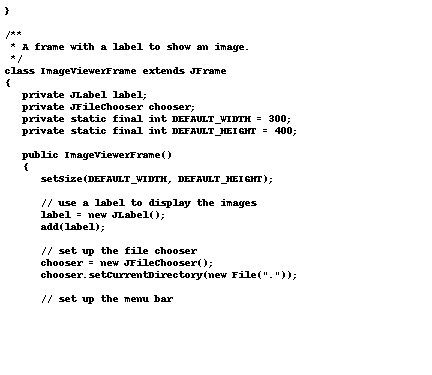 }

/**
 * A frame with a label to show an image.
 */
class ImageViewerFrame extends JFrame
{
   private JLabel label;
   private JFileChooser chooser;
   private static final int DEFAULT_WIDTH = 300;
   private static final int DEFAULT_HEIGHT = 400;

   public ImageViewerFrame()
   {
      setSize(DEFAULT_WIDTH, DEFAULT_HEIGHT);

      // use a label to display the images
      label = new JLabel();
      add(label);

      // set up the file chooser
      chooser = new JFileChooser();
      chooser.setCurrentDirectory(new File("."));

      // set up the menu bar